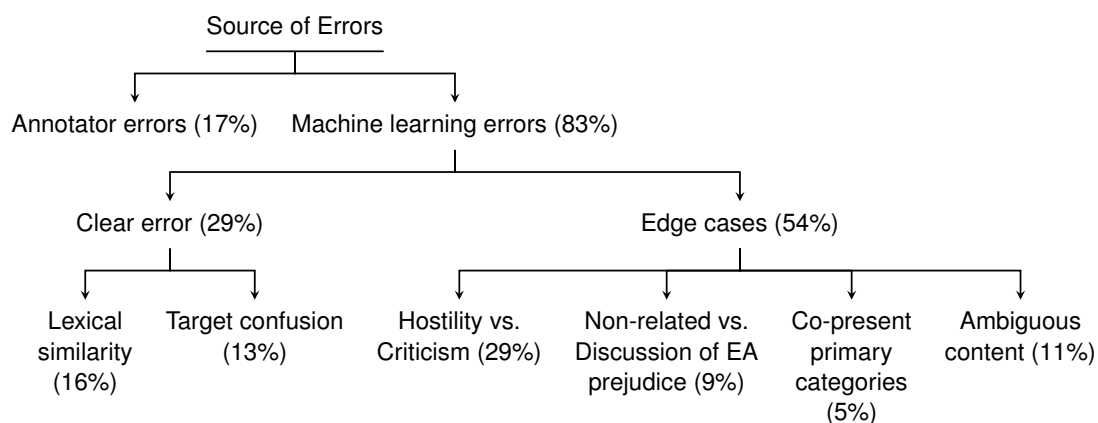 Source of Errors
Annotator errors (17%)
Machine learning errors (83%)
Clear error (29%)
Edge cases (54%)
Lexical
similarity
(16%)
Target confusion
(13%)
Hostility vs.
Criticism (29%)
Non-related vs.
Discussion of EA
prejudice (9%)
Co-present
primary
categories
(5%)
Ambiguous
content (11%)